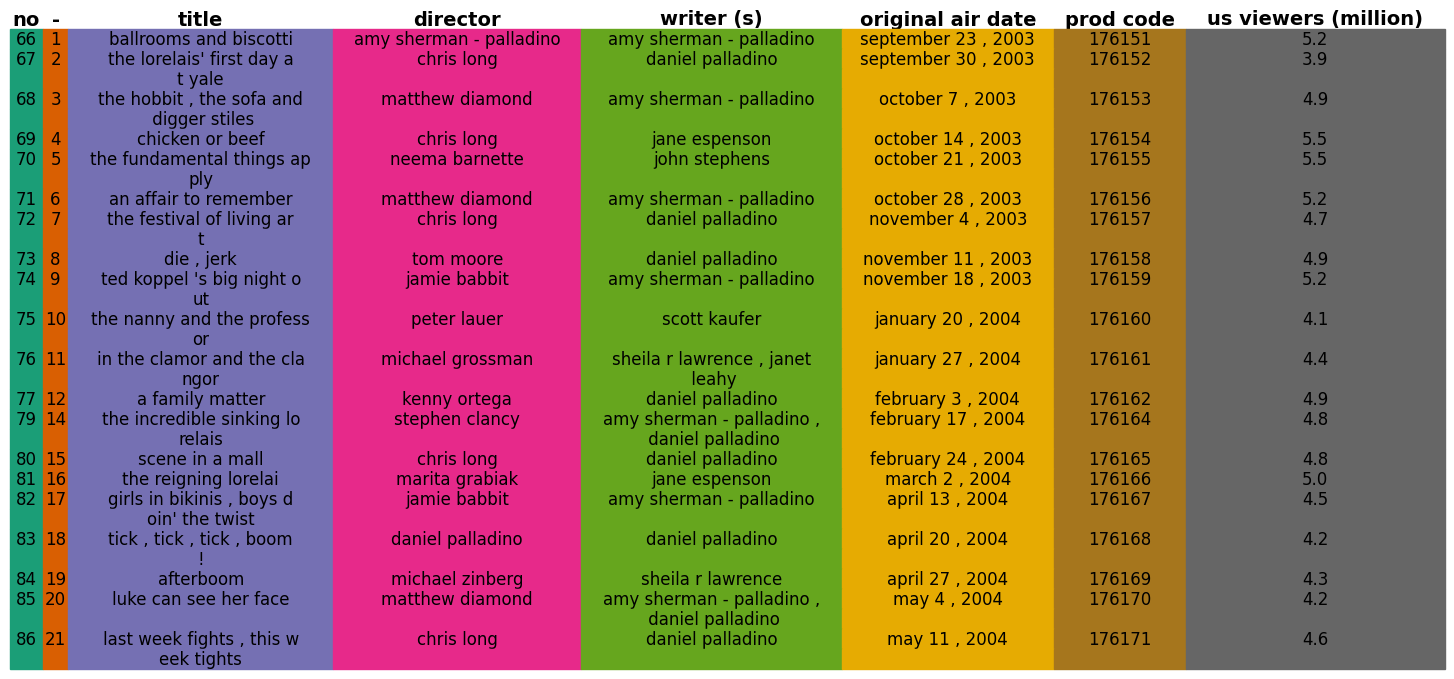 no - title director writer (s) original air date prod code us viewers (million)
66 1 ballrooms and biscotti amy sherman - palladino amy sherman - palladino september 23 , 2003 176151 5.2
67 2 the lorelais' first day a chris long daniel palladino september 30 , 2003 176152 3.9
t yale
68 3 the hobbit , the sofa and matthew diamond amy sherman - palladino october 7 , 2003 176153 4.9
digger stiles
69 4 chicken or beef chris long jane espenson october 14 , 2003 176154 5.5
70 5 the fundamental things ap neema barnette john stephens october 21 , 2003 176155 5.5
ply
71 6 an affair to remember matthew diamond amy sherman - palladino october 28 , 2003 176156 5.2
72 7 the festival of living ar chris long daniel palladino november 4 , 2003 176157 4.7
t
73 8 die , jerk tom moore daniel palladino november 11 , 2003 176158 4.9
74 9 ted koppel 's big night o jamie babbit amy sherman - palladino november 18 , 2003 176159 5.2
ut
75 10 the nanny and the profess peter lauer scott kaufer january 20 , 2004 176160 4.1
or
76 11 in the clamor and the cla michael grossman sheila r lawrence , janet january 27 , 2004 176161 4.4
ngor leahy
77 12 a family matter kenny ortega daniel palladino february 3 , 2004 176162 4.9
79 14 the incredible sinking lo stephen clancy amy sherman - palladino , february 17 , 2004 176164 4.8
relais daniel palladino
80 15 scene in a mall chris long daniel palladino february 24 , 2004 176165 4.8
81 16 the reigning lorelai marita grabiak jane espenson march 2 , 2004 176166 5.0
82 17 girls in bikinis , boys d jamie babbit amy sherman - palladino april 13 , 2004 176167 4.5
oin' the twist
83 18 tick , tick , tick , boom daniel palladino daniel palladino april 20 , 2004 176168 4.2
!
84 19 afterboom michael zinberg sheila r lawrence april 27 , 2004 176169 4.3
85 20 luke can see her face matthew diamond amy sherman - palladino , may 4 , 2004 176170 4.2
daniel palladino
86 21 last week fights , this w chris long daniel palladino may 11 , 2004 176171 4.6
eek tights